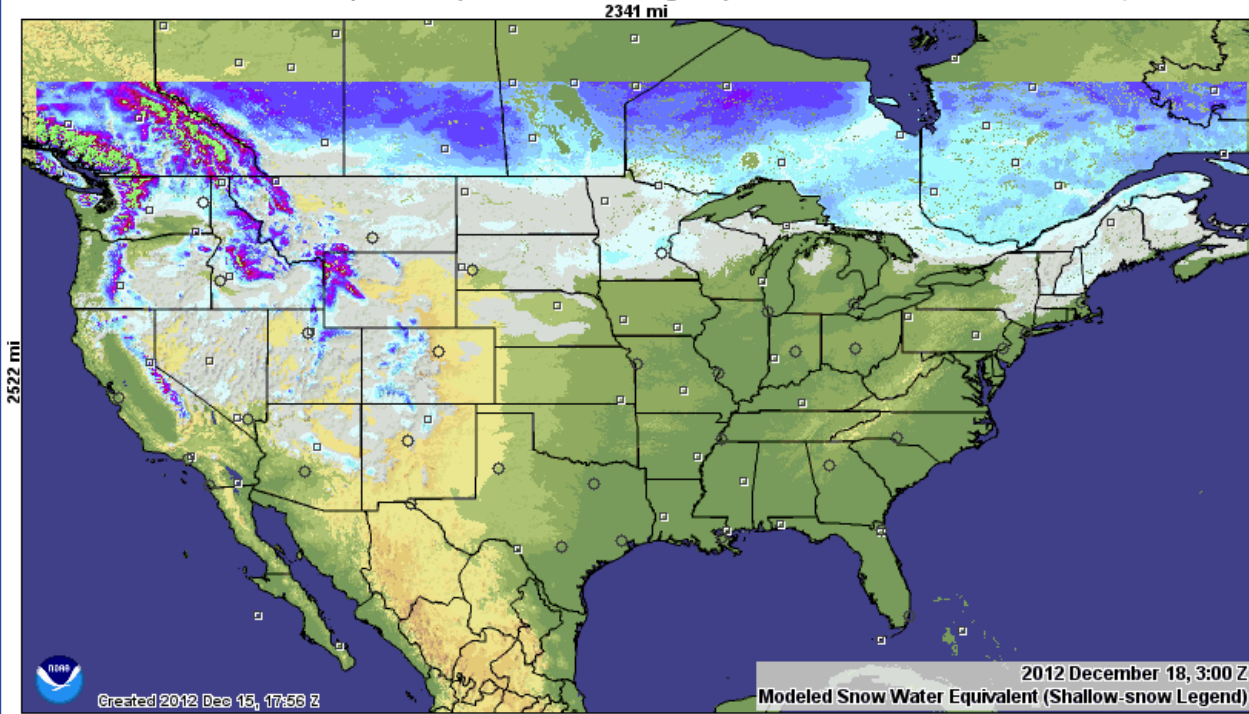 2341 mi
2522 mi
NOAA
Created 2012 Dec 15, 17:56 Z
2012 December 18, 3:00 Z
Modeled Snow Water Equivalent (Shallow-snow Legend)